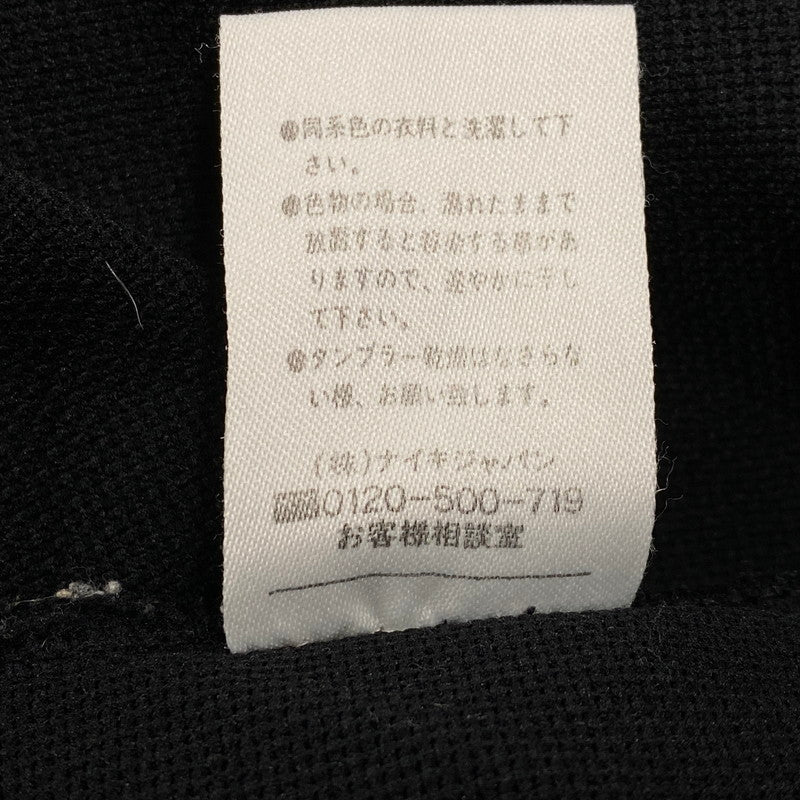 ●同系色の衣料と洗濯して下
さい。
●色物の場合、濡れたままで
放置すると移染する事があ
りますので、速やかに干し
て下さい。
●タンブラー乾燥はなさらな
い様、お願い致します。
(株)ナイキジャパン
0120-500-719
お客様相談室